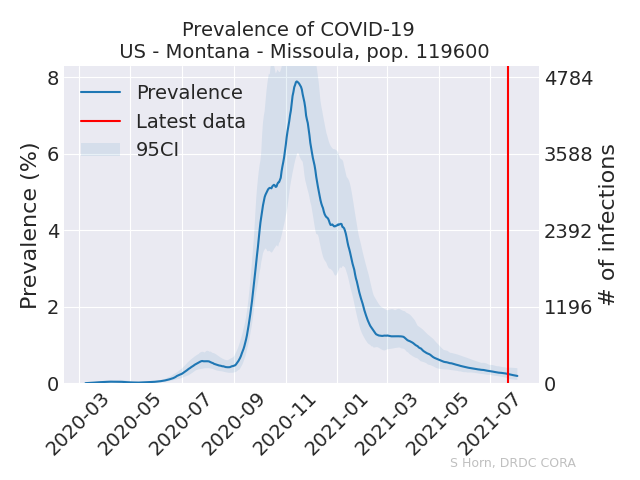 Prevalence of COVID-19
US - Montana - Missoula, pop. 119600
Prevalence
Latest data
95CI
Prevalence (%)
8
6
4
2
0
4784
3588
2392
1196
0
# of infections
2020-03
2020-05
2020-07
2020-09
2020-11
2021-01
2021-03
2021-05
2021-07
S Horn, DRDC CORA